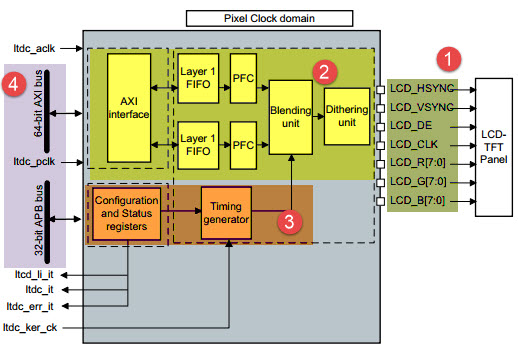 Pixel Clock domain
1
ltdc_aclk
4
64-bit AXI bus
AXI
interface
Layer 1
FIFO
PFC
2
Blending
unit
Dithering
unit
Layer 1
FIFO
PFC
LCD_HSYNC
LCD_VSYNC
LCD_DE
LCD_CLK
LCD_R[7:0]
LCD_G[7:0]
LCD_B[7:0]
LCD-
TFT
Panel
ltdc_pclk
32-bit APB bus
Configuration
and Status
registers
Timing
generator
3
ltcd_li_it
ltdc_it
ltdc_err_it
ltdc_ker_ck